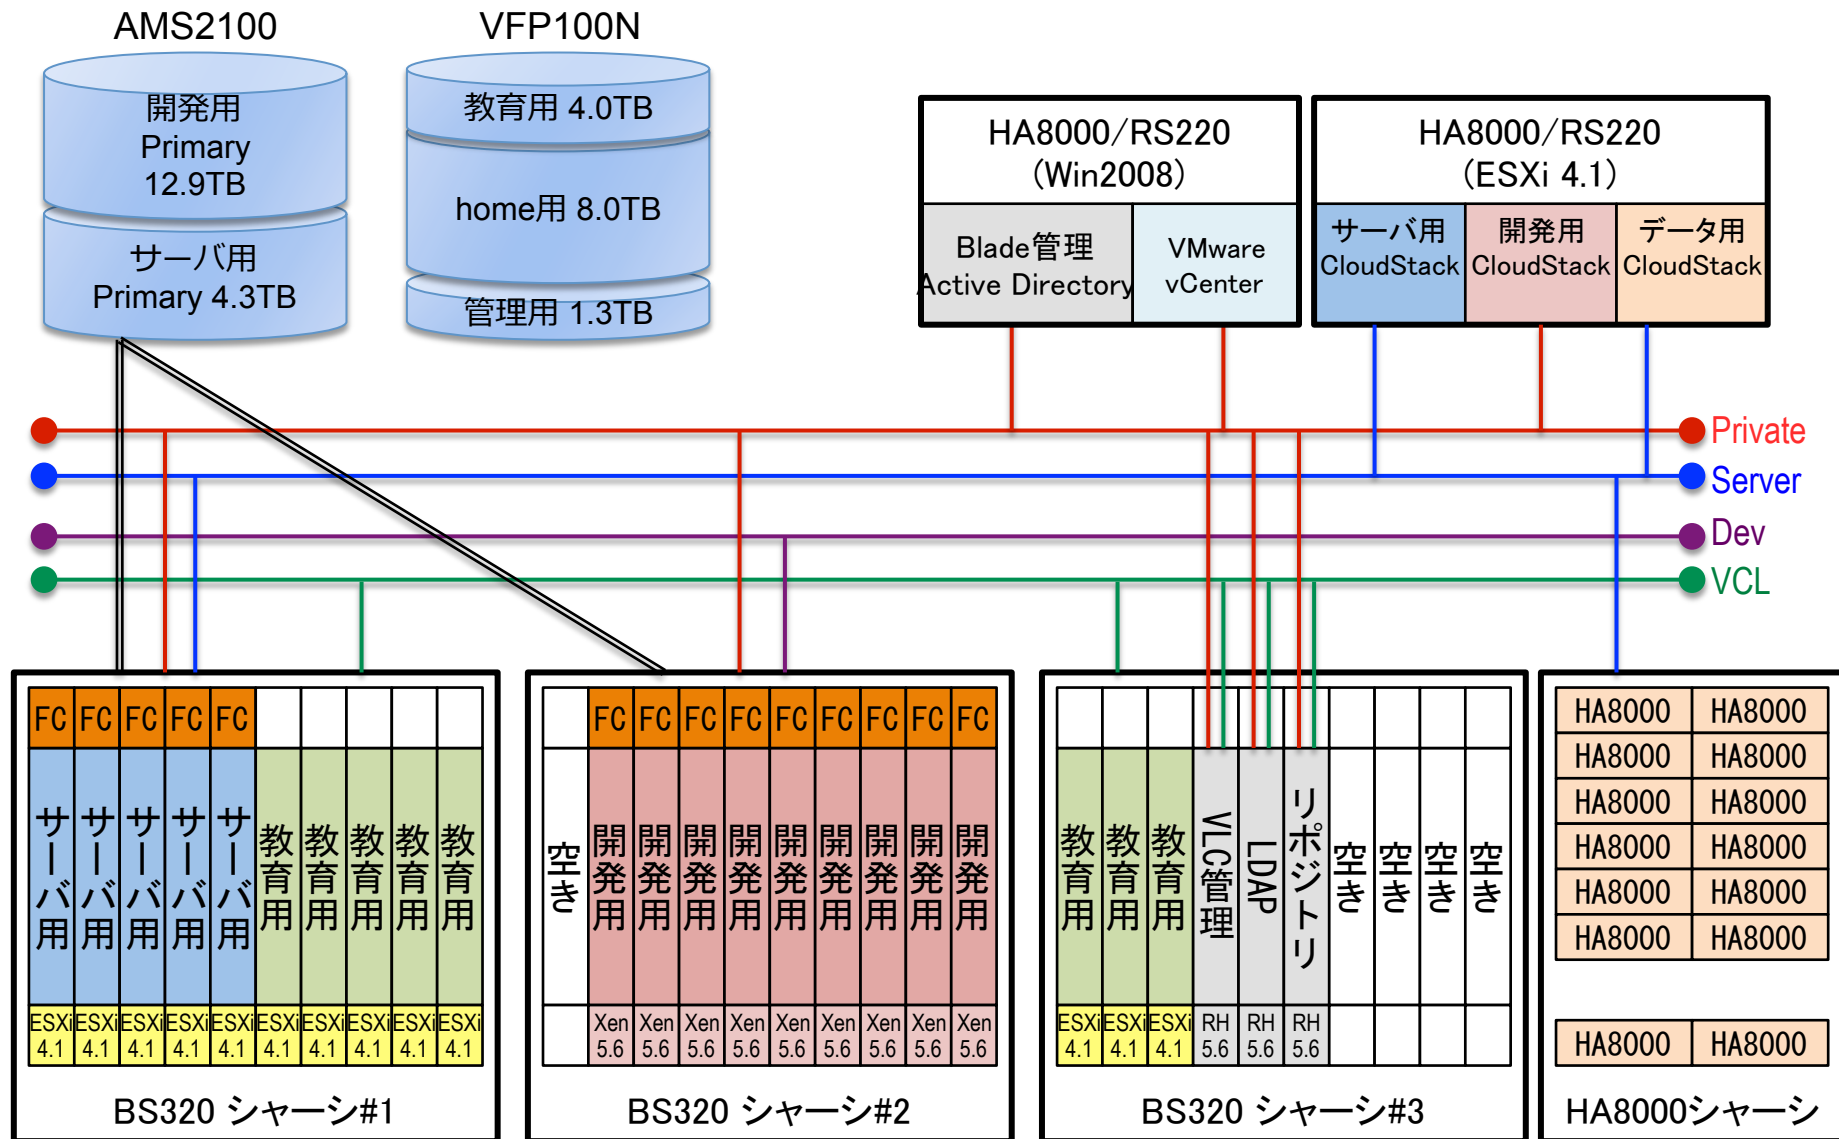 AMS2100
VFP100N
開発用
Primary
12.9TB
サーバ用
Primary 4.3TB
教育用 4.0TB
home用 8.0TB
管理用 1.3TB
HA8000/RS220
(Win2008)
Blade管理
Active Directory
VMware
vCenter
HA8000/RS220
(ESXi 4.1)
サーバ用
CloudStack
開発用
CloudStack
データ用
CloudStack
Private
Server
Dev
VCL
FC FC FC FC FC
サーバ用 サーバ用 サーバ用 サーバ用 サーバ用 教育用 教育用 教育用 教育用 教育用
ESXi ESXi ESXi ESXi ESXi ESXi ESXi ESXi ESXi ESXi
4.1 4.1 4.1 4.1 4.1 4.1 4.1 4.1 4.1 4.1
BS320 シャーシ#1
FC FC FC FC FC FC FC FC FC
空き 開発用 開発用 開発用 開発用 開発用 開発用 開発用 開発用 開発用
Xen Xen Xen Xen Xen Xen Xen Xen Xen
5.6 5.6 5.6 5.6 5.6 5.6 5.6 5.6 5.6
BS320 シャーシ#2
教育用 教育用 教育用 VLC管理 LDAP リポジトリ 空き 空き 空き 空き
ESXi ESXi ESXi RH RH RH
4.1 4.1 4.1 5.6 5.6 5.6
BS320 シャーシ#3
HA8000 HA8000
HA8000 HA8000
HA8000 HA8000
HA8000 HA8000
HA8000 HA8000
HA8000 HA8000
HA8000 HA8000
HA8000シャーシ